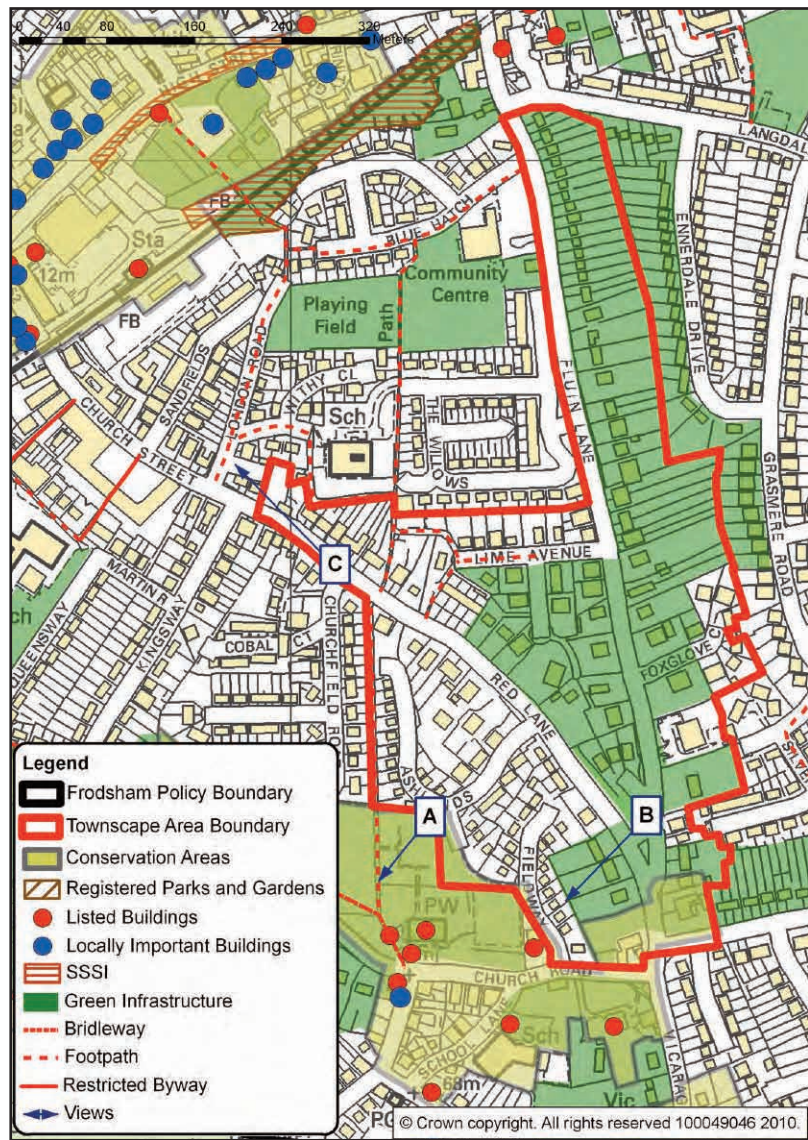 0 40 80 160 240 320
Meters
LANGDAL
FB
BLUE HATCH
ENNERDALE DRIVE
Sta
12m
Community
Centre
Playing
Field
Path
FB
SANDFIELDS
LONDON ROAD
WITHY CL
FLUIN LANE
Sch
THE WILLOWS
CHURCH STREET
GRASMERE ROAD
LIME AVENUE
C
MARTIN R
ch
QUEENSWAY
KINGSWAY
COBAL CT
CHURCHFIELD R
FOXGLOVE C
RED LANE
A
B
FIELDWAY
PW
CHURCH ROAD
SCHOOL LANE
Sch
VICARAG
Vic
Legend
Frodsham Policy Boundary
Townscape Area Boundary
Conservation Areas
Registered Parks and Gardens
Listed Buildings
Locally Important Buildings
SSSI
Green Infrastructure
Bridleway
Footpath
Restricted Byway
Views
© Crown copyright. All rights reserved 100049046 2010.